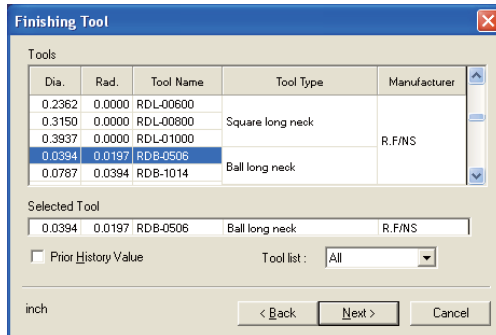 Finishing Tool
Tools
Dia. Rad. Tool Name Tool Type Manufacturer
0.2362 0.0000 RDL-00600
0.3150 0.0000 RDL-00800 Square long neck
0.3937 0.0000 RDL-01000 R.F/NS
0.0394 0.0197 RDB-0506 Ball long neck
0.0787 0.0394 RDB-1014
Selected Tool
0.0394 0.0197 RDB-0506 Ball long neck R.F/NS
Prior History Value Tool list : All
inch < Back Next > Cancel